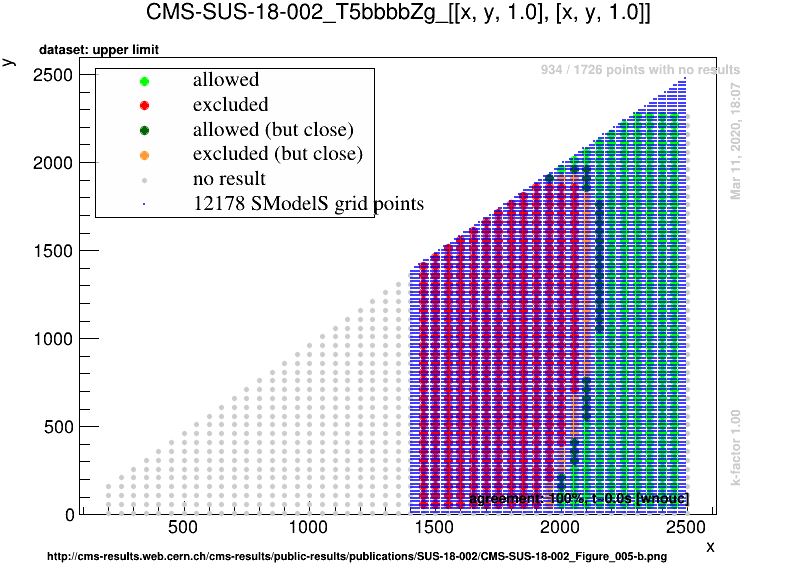 CMS-SUS-18-002_T5bbbbZg_[[x, y, 1.0], [x, y, 1.0]]
dataset: upper limit
y
934 / 1726 points with no results
allowed
excluded
allowed (but close)
excluded (but close)
no result
12178 SModelS grid points
Mar 11, 2020, 18:07
k-factor 1.00
2500
2000
1500
1000
500
0
agreement: 100%, t=0.0s [wnouc]
500 1000 1500 2000 2500
x
http://cms-results.web.cern.ch/cms-results/public-results/publications/SUS-18-002/CMS-SUS-18-002_Figure_005-b.png